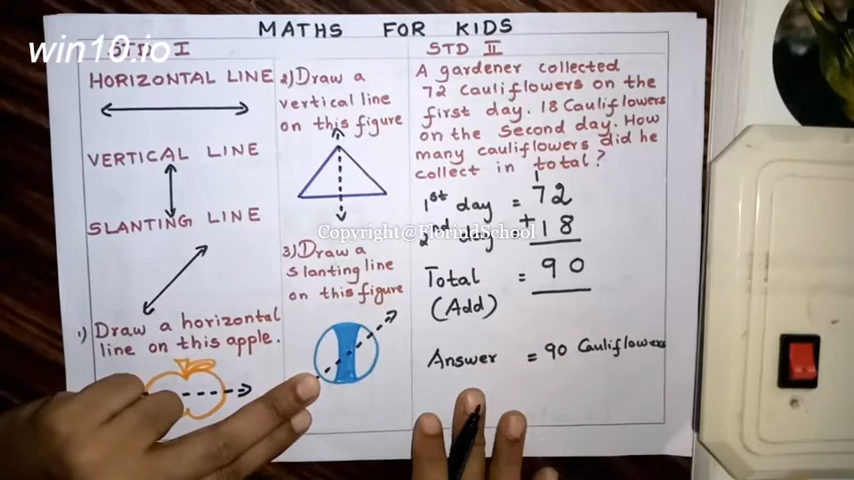 MATHS FOR KIDS
win10.io
STD I
HORIZONTAL LINE
VERTICAL LINE
SLANTING LINE
1) Draw a horizontal
line on this apple.
2) Draw a
vertical line
on this figure
3) Draw a
slanting line
on this figure
STD II
A gardener collected
72 Cauliflowers on the
first day. 18 Cauliflowers
on the Second day. How
many cauliflowers did he
collect in total?
1
1st day = 72
2nd day + 18
Total = 90
(Add)
Answer = 90 Cauliflowers
Copyright@FlorindSchool